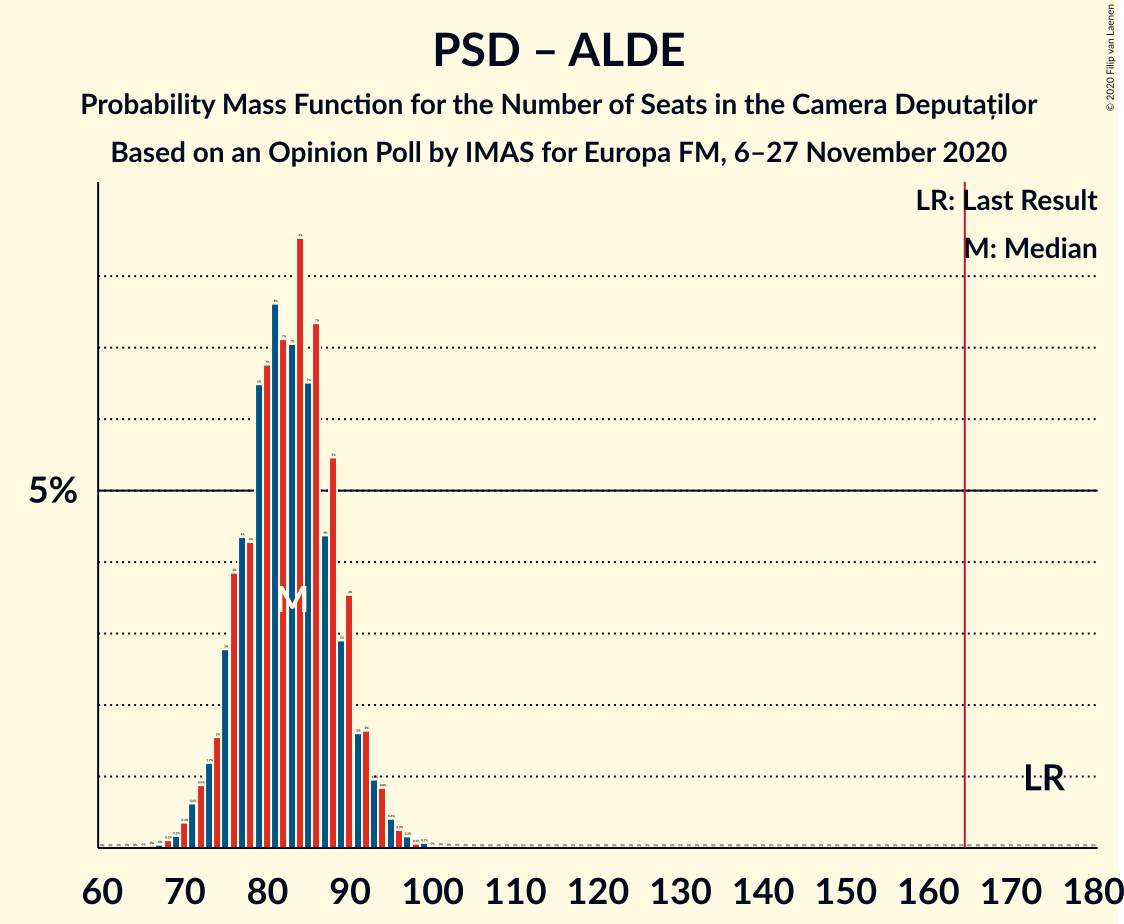 PSD – ALDE
Probability Mass Function for the Number of Seats in the Camera Deputaților
Based on an Opinion Poll by IMAS for Europa FM, 6–27 November 2020
© 2020 Filip van Laenen
LR: Last Result
M: Median
5%
M
LR
60 70 80 90 100 110 120 130 140 150 160 170 180